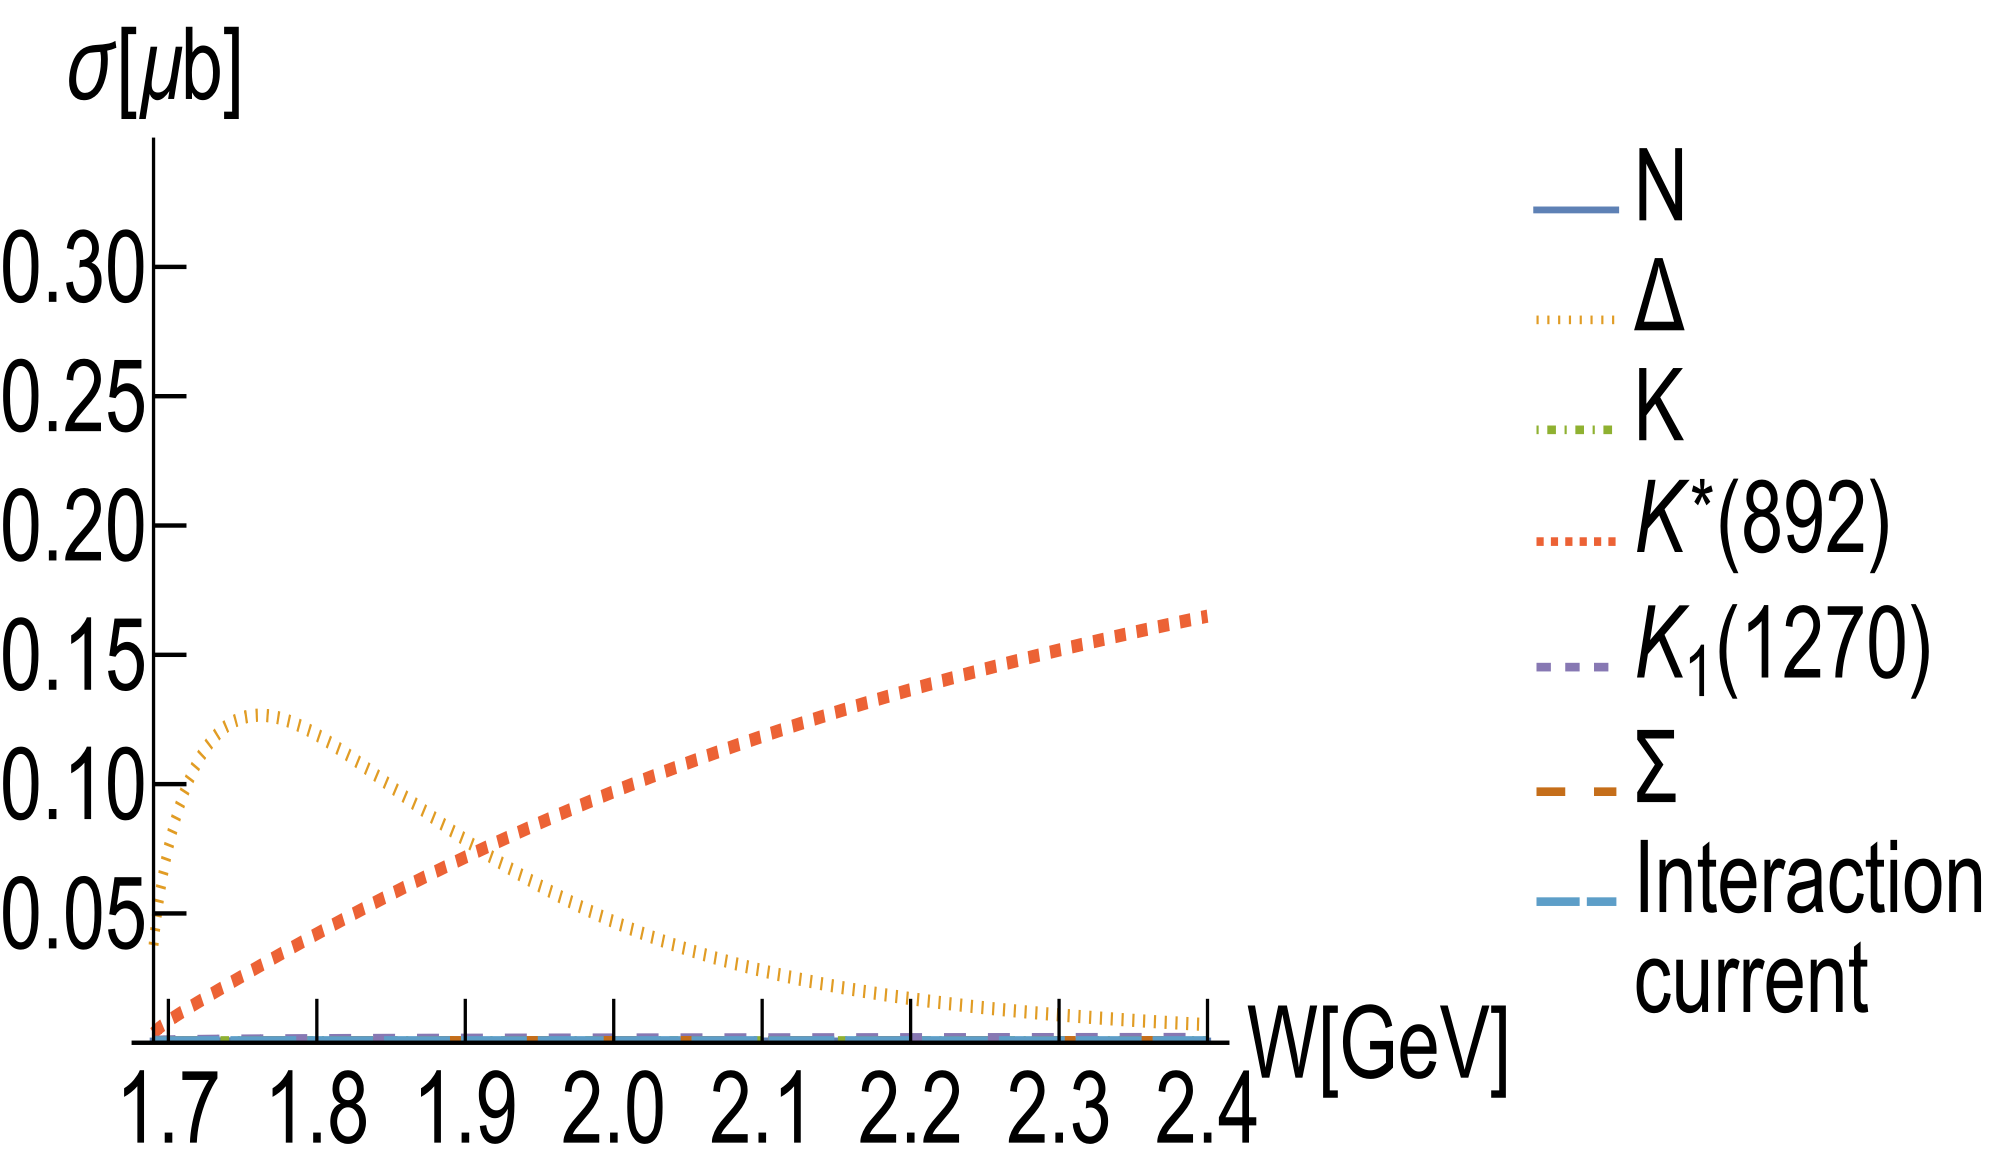 σ[μb]
0.30
0.25
0.20
0.15
0.10
0.05
1.7 1.8 1.9 2.0 2.1 2.2 2.3 2.4
W[GeV]
N
Δ
K
K*(892)
K₁(1270)
Σ
Interaction
current